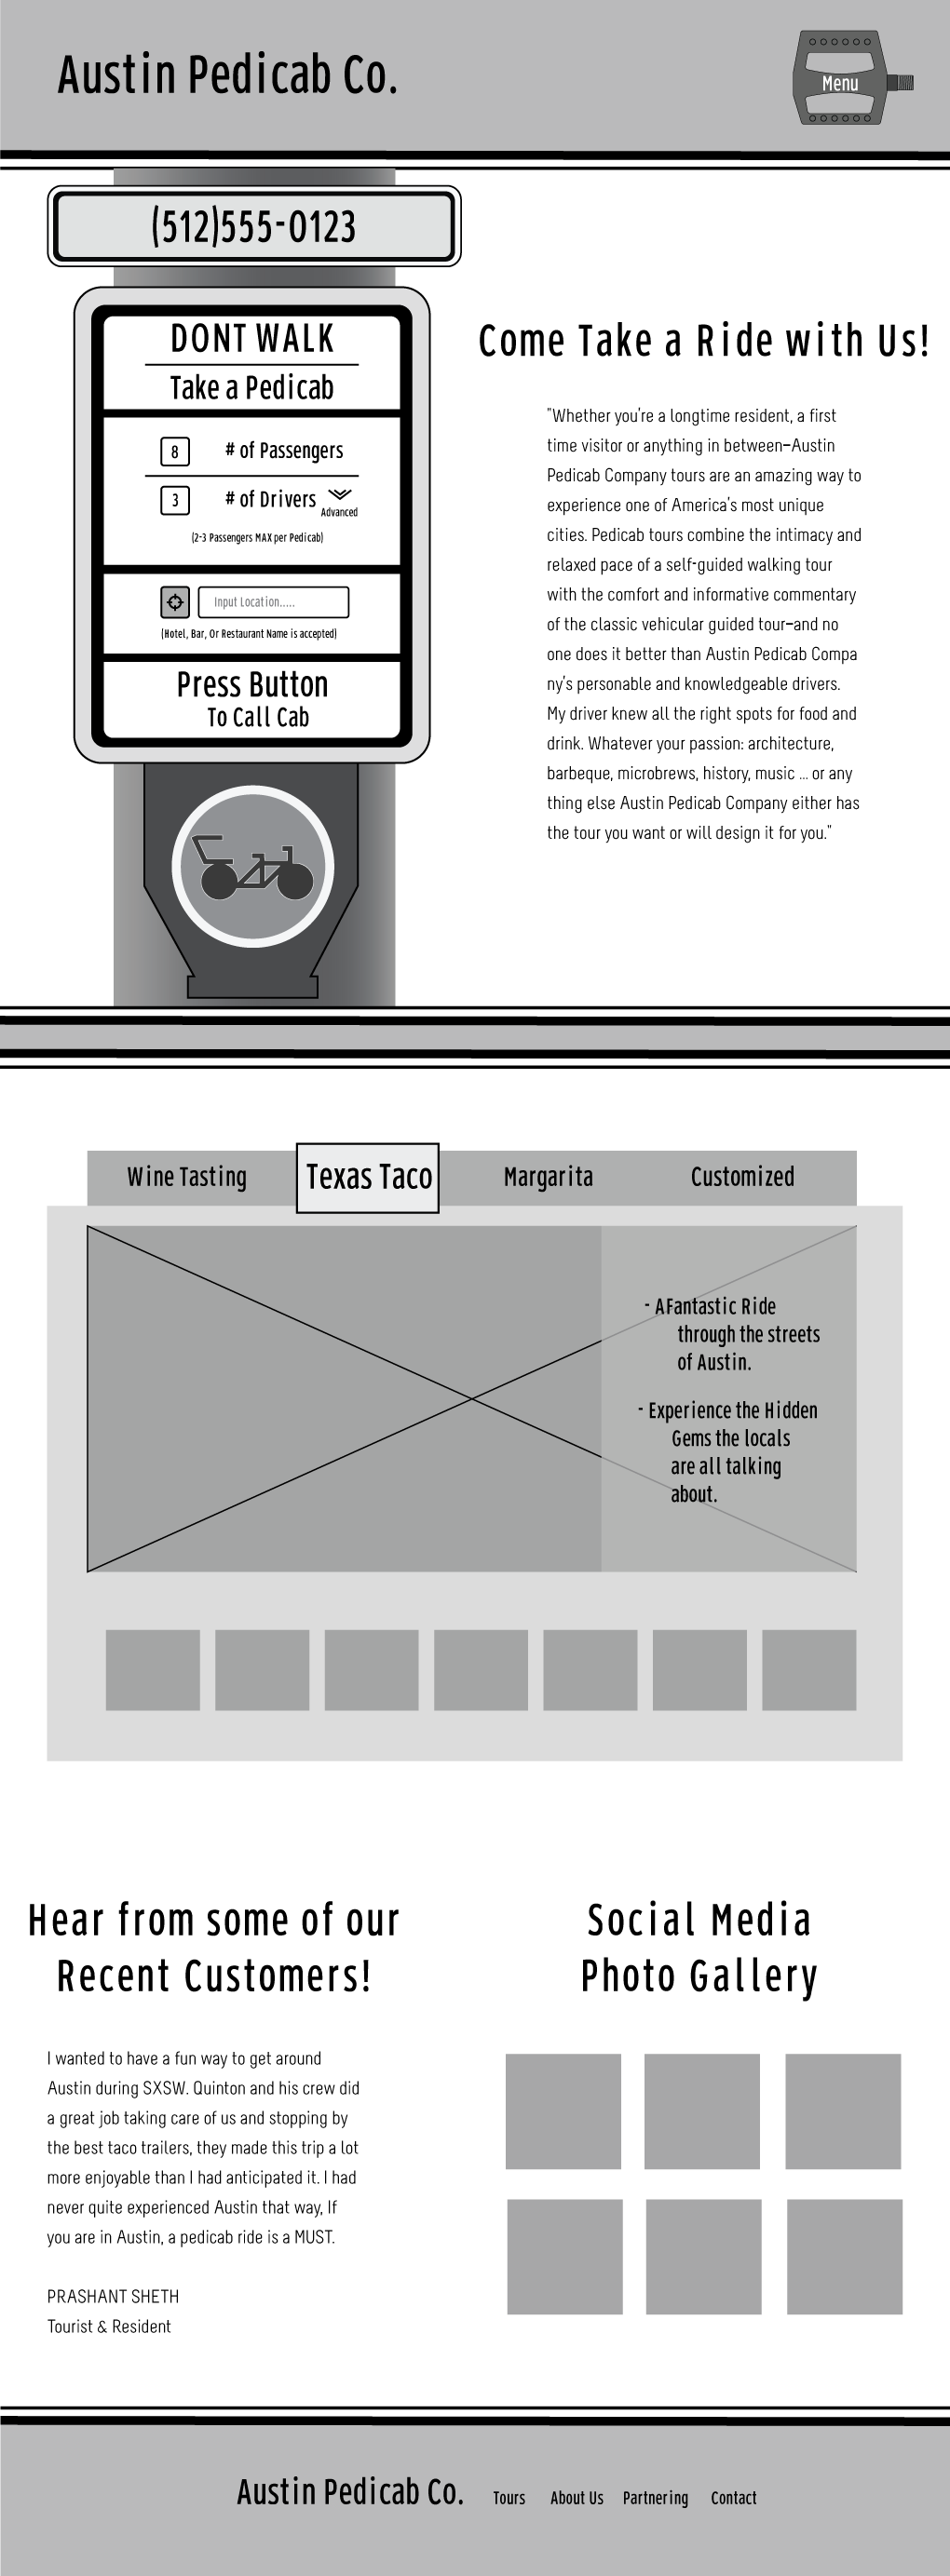 Austin Pedicab Co.
Menu
(512)555-0123
DONT WALK
Take a Pedicab
8 # of Passengers
3 # of Drivers
Advanced
(2-3 Passengers MAX per Pedicab)
Input Location.....
(Hotel, Bar, Or Restaurant Name is accepted)
Press Button
To Call Cab
Come Take a Ride with Us!
"Whether you're a longtime resident, a first
time visitor or anything in between–Austin
Pedicab Company tours are an amazing way to
experience one of America's most unique
cities. Pedicab tours combine the intimacy and
relaxed pace of a self-guided walking tour
with the comfort and informative commentary
of the classic vehicular guided tour–and no
one does it better than Austin Pedicab Compa
ny's personable and knowledgeable drivers.
My driver knew all the right spots for food and
drink. Whatever your passion: architecture,
barbeque, microbrews, history, music ... or any
thing else Austin Pedicab Company either has
the tour you want or will design it for you."
Wine Tasting
Texas Taco
Margarita
Customized
- AFantastic Ride
through the streets
of Austin.
- Experience the Hidden
Gems the locals
are all talking
about.
Hear from some of our
Recent Customers!
I wanted to have a fun way to get around
Austin during SXSW. Quinton and his crew did
a great job taking care of us and stopping by
the best taco trailers, they made this trip a lot
more enjoyable than I had anticipated it. I had
never quite experienced Austin that way, If
you are in Austin, a pedicab ride is a MUST.
PRASHANT SHETH
Tourist & Resident
Social Media
Photo Gallery
Austin Pedicab Co.
Tours
About Us
Partnering
Contact